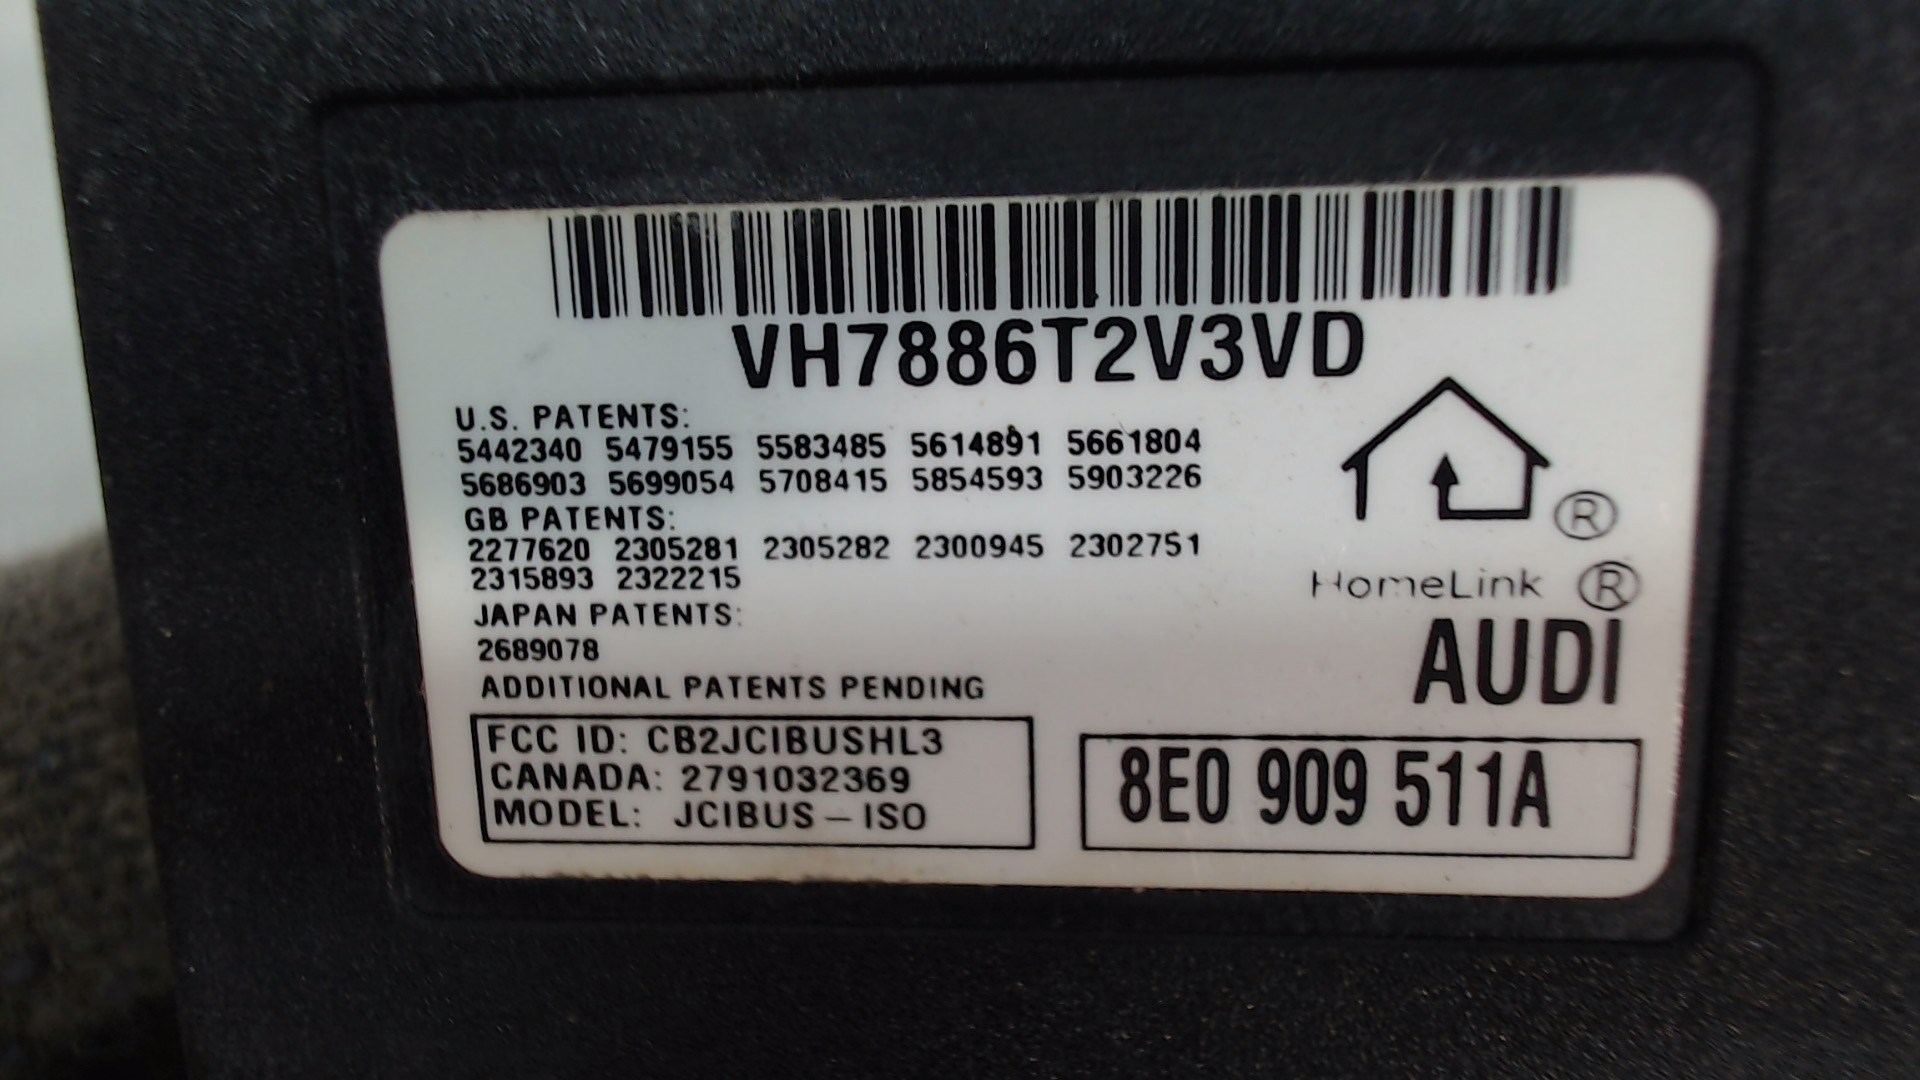 VH7886T2V3VD
U.S. PATENTS:
5442340 5479155 5583485 5614891 5661804
5686903 5699054 5708415 5854593 5903226
GB PATENTS:
2277620 2305281 2305282 2300945 2302751
2315893 2322215
JAPAN PATENTS:
2689078
ADDITIONAL PATENTS PENDING
®
HomeLink ®
AUDI
FCC ID: CB2JCIBUSHL3
CANADA: 2791032369
MODEL: JCIBUS – ISO
8E0 909 511A